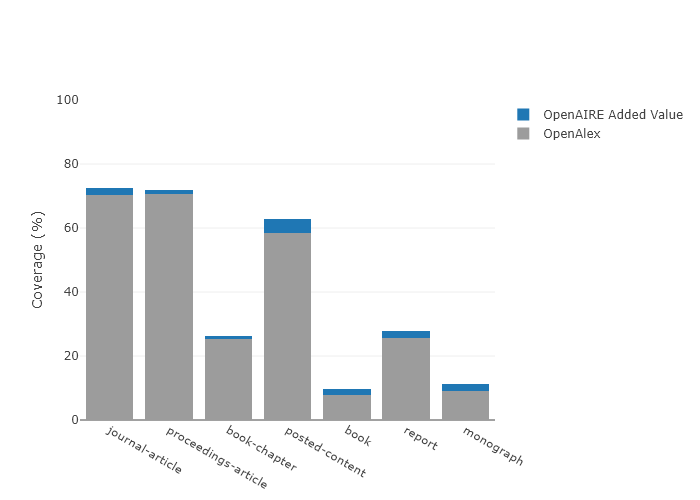 100
80
60
40
20
0
Coverage (%)
journal-article
proceedings-article
book-chapter
posted-content
book
report
monograph
OpenAIRE Added Value
OpenAlex